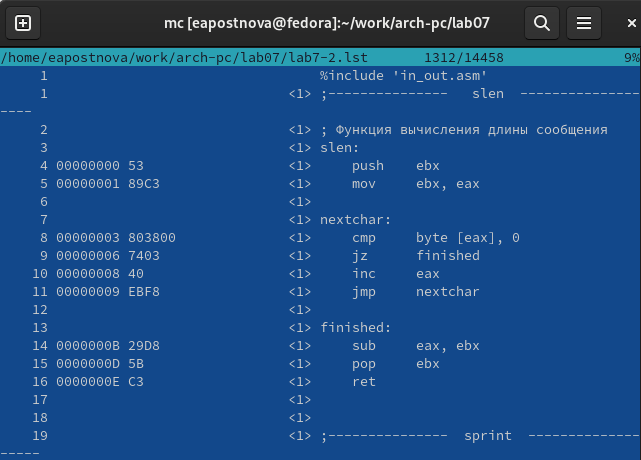 mc [eapostnova@fedora]:~/work/arch-pc/lab07
/home/eapostnova/work/arch-pc/lab07/lab7-2.lst 1312/14458 9%
1 %include 'in_out.asm'
1 <1> ;--------------- slen ---------------
----
2 <1> ; Функция вычисления длины сообщения
3 <1> slen:
4 00000000 53 <1> push ebx
5 00000001 89C3 <1> mov ebx, eax
6 <1>
7 <1> nextchar:
8 00000003 803800 <1> cmp byte [eax], 0
9 00000006 7403 <1> jz finished
10 00000008 40 <1> inc eax
11 00000009 EBF8 <1> jmp nextchar
12 <1>
13 <1> finished:
14 0000000B 29D8 <1> sub eax, ebx
15 0000000D 5B <1> pop ebx
16 0000000E C3 <1> ret
17 <1>
18 <1>
19 <1> ;--------------- sprint --------------
-----